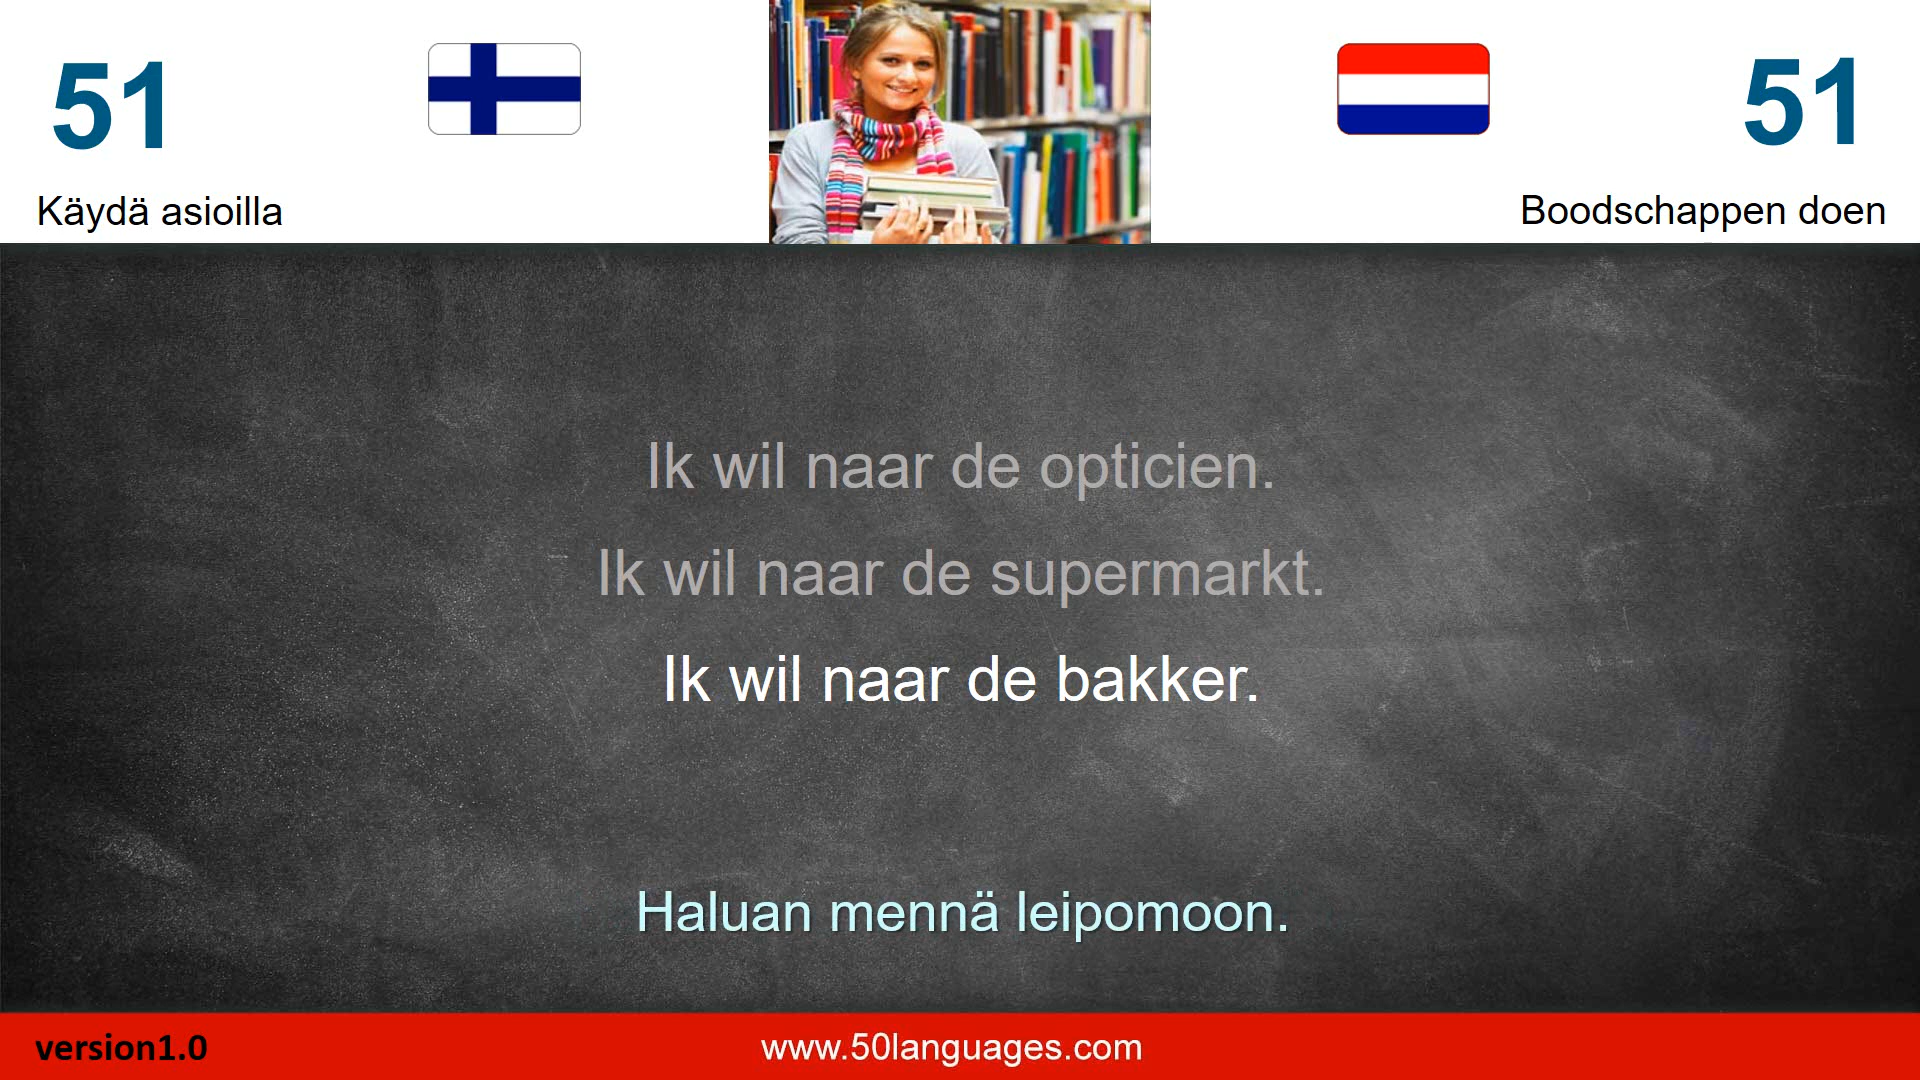 51
51
Käydä asioilla
Boodschappen doen
Ik wil naar de opticien.
Ik wil naar de supermarkt.
Ik wil naar de bakker.
Haluan mennä leipomoon.
version1.0
www.50languages.com